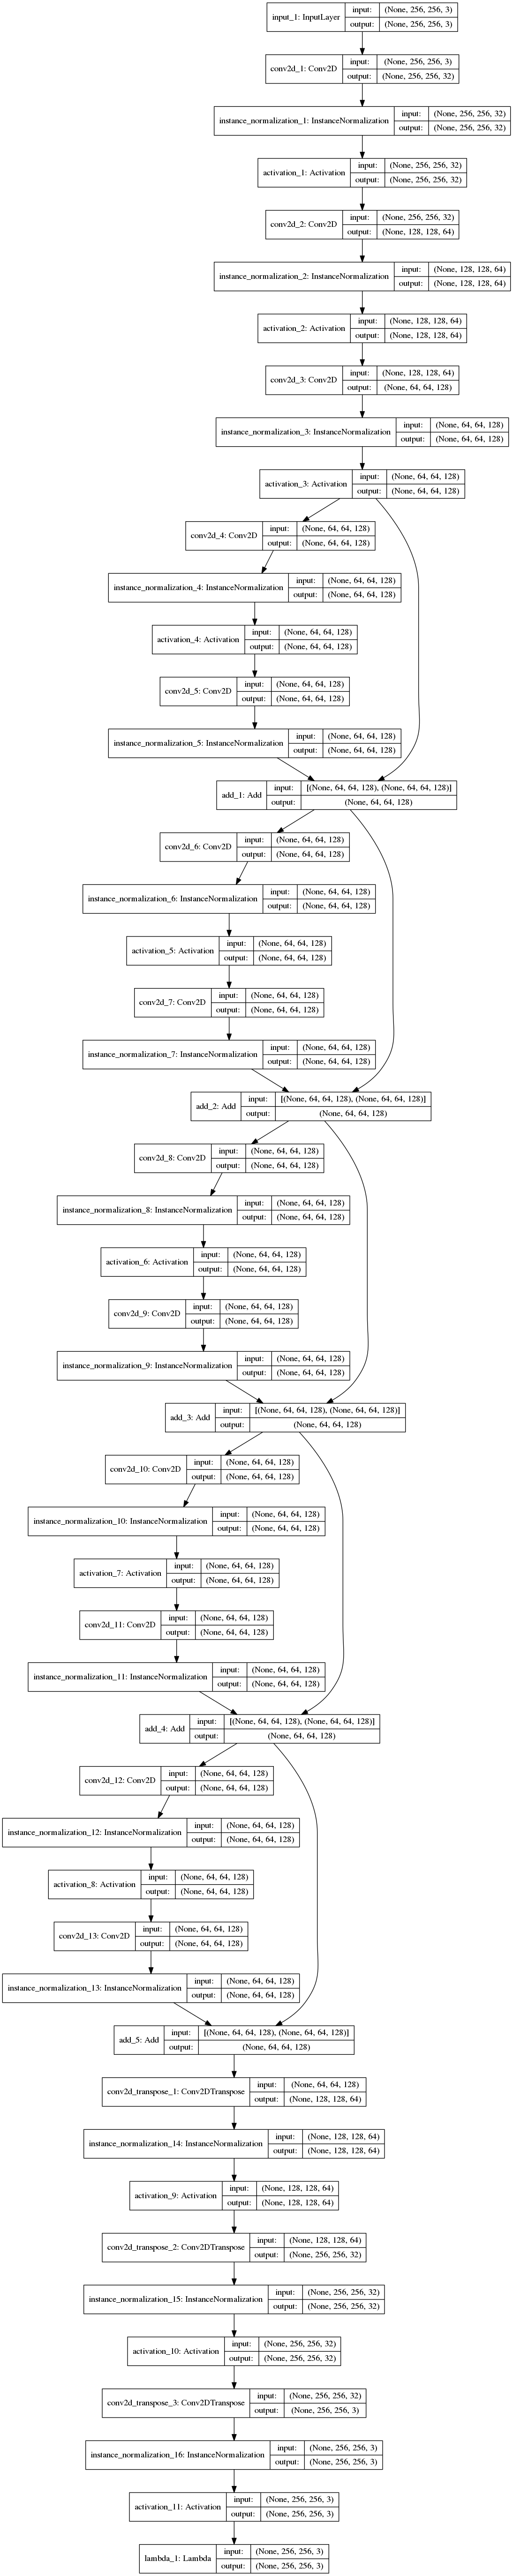 input_1: InputLayer
input: (None, 256, 256, 3)
output: (None, 256, 256, 3)
conv2d_1: Conv2D
input: (None, 256, 256, 3)
output: (None, 256, 256, 32)
instance_normalization_1: InstanceNormalization
input: (None, 256, 256, 32)
output: (None, 256, 256, 32)
activation_1: Activation
input: (None, 256, 256, 32)
output: (None, 256, 256, 32)
conv2d_2: Conv2D
input: (None, 256, 256, 32)
output: (None, 128, 128, 64)
instance_normalization_2: InstanceNormalization
input: (None, 128, 128, 64)
output: (None, 128, 128, 64)
activation_2: Activation
input: (None, 128, 128, 64)
output: (None, 128, 128, 64)
conv2d_3: Conv2D
input: (None, 128, 128, 64)
output: (None, 64, 64, 128)
instance_normalization_3: InstanceNormalization
input: (None, 64, 64, 128)
output: (None, 64, 64, 128)
activation_3: Activation
input: (None, 64, 64, 128)
output: (None, 64, 64, 128)
conv2d_4: Conv2D
input: (None, 64, 64, 128)
output: (None, 64, 64, 128)
instance_normalization_4: InstanceNormalization
input: (None, 64, 64, 128)
output: (None, 64, 64, 128)
activation_4: Activation
input: (None, 64, 64, 128)
output: (None, 64, 64, 128)
conv2d_5: Conv2D
input: (None, 64, 64, 128)
output: (None, 64, 64, 128)
instance_normalization_5: InstanceNormalization
input: (None, 64, 64, 128)
output: (None, 64, 64, 128)
add_1: Add
input: [(None, 64, 64, 128), (None, 64, 64, 128)]
output: (None, 64, 64, 128)
conv2d_6: Conv2D
input: (None, 64, 64, 128)
output: (None, 64, 64, 128)
instance_normalization_6: InstanceNormalization
input: (None, 64, 64, 128)
output: (None, 64, 64, 128)
activation_5: Activation
input: (None, 64, 64, 128)
output: (None, 64, 64, 128)
conv2d_7: Conv2D
input: (None, 64, 64, 128)
output: (None, 64, 64, 128)
instance_normalization_7: InstanceNormalization
input: (None, 64, 64, 128)
output: (None, 64, 64, 128)
add_2: Add
input: [(None, 64, 64, 128), (None, 64, 64, 128)]
output: (None, 64, 64, 128)
conv2d_8: Conv2D
input: (None, 64, 64, 128)
output: (None, 64, 64, 128)
instance_normalization_8: InstanceNormalization
input: (None, 64, 64, 128)
output: (None, 64, 64, 128)
activation_6: Activation
input: (None, 64, 64, 128)
output: (None, 64, 64, 128)
conv2d_9: Conv2D
input: (None, 64, 64, 128)
output: (None, 64, 64, 128)
instance_normalization_9: InstanceNormalization
input: (None, 64, 64, 128)
output: (None, 64, 64, 128)
add_3: Add
input: [(None, 64, 64, 128), (None, 64, 64, 128)]
output: (None, 64, 64, 128)
conv2d_10: Conv2D
input: (None, 64, 64, 128)
output: (None, 64, 64, 128)
instance_normalization_10: InstanceNormalization
input: (None, 64, 64, 128)
output: (None, 64, 64, 128)
activation_7: Activation
input: (None, 64, 64, 128)
output: (None, 64, 64, 128)
conv2d_11: Conv2D
input: (None, 64, 64, 128)
output: (None, 64, 64, 128)
instance_normalization_11: InstanceNormalization
input: (None, 64, 64, 128)
output: (None, 64, 64, 128)
add_4: Add
input: [(None, 64, 64, 128), (None, 64, 64, 128)]
output: (None, 64, 64, 128)
conv2d_12: Conv2D
input: (None, 64, 64, 128)
output: (None, 64, 64, 128)
instance_normalization_12: InstanceNormalization
input: (None, 64, 64, 128)
output: (None, 64, 64, 128)
activation_8: Activation
input: (None, 64, 64, 128)
output: (None, 64, 64, 128)
conv2d_13: Conv2D
input: (None, 64, 64, 128)
output: (None, 64, 64, 128)
instance_normalization_13: InstanceNormalization
input: (None, 64, 64, 128)
output: (None, 64, 64, 128)
add_5: Add
input: [(None, 64, 64, 128), (None, 64, 64, 128)]
output: (None, 64, 64, 128)
conv2d_transpose_1: Conv2DTranspose
input: (None, 64, 64, 128)
output: (None, 128, 128, 64)
instance_normalization_14: InstanceNormalization
input: (None, 128, 128, 64)
output: (None, 128, 128, 64)
activation_9: Activation
input: (None, 128, 128, 64)
output: (None, 128, 128, 64)
conv2d_transpose_2: Conv2DTranspose
input: (None, 128, 128, 64)
output: (None, 256, 256, 32)
instance_normalization_15: InstanceNormalization
input: (None, 256, 256, 32)
output: (None, 256, 256, 32)
activation_10: Activation
input: (None, 256, 256, 32)
output: (None, 256, 256, 32)
conv2d_transpose_3: Conv2DTranspose
input: (None, 256, 256, 32)
output: (None, 256, 256, 3)
instance_normalization_16: InstanceNormalization
input: (None, 256, 256, 3)
output: (None, 256, 256, 3)
activation_11: Activation
input: (None, 256, 256, 3)
output: (None, 256, 256, 3)
lambda_1: Lambda
input: (None, 256, 256, 3)
output: (None, 256, 256, 3)